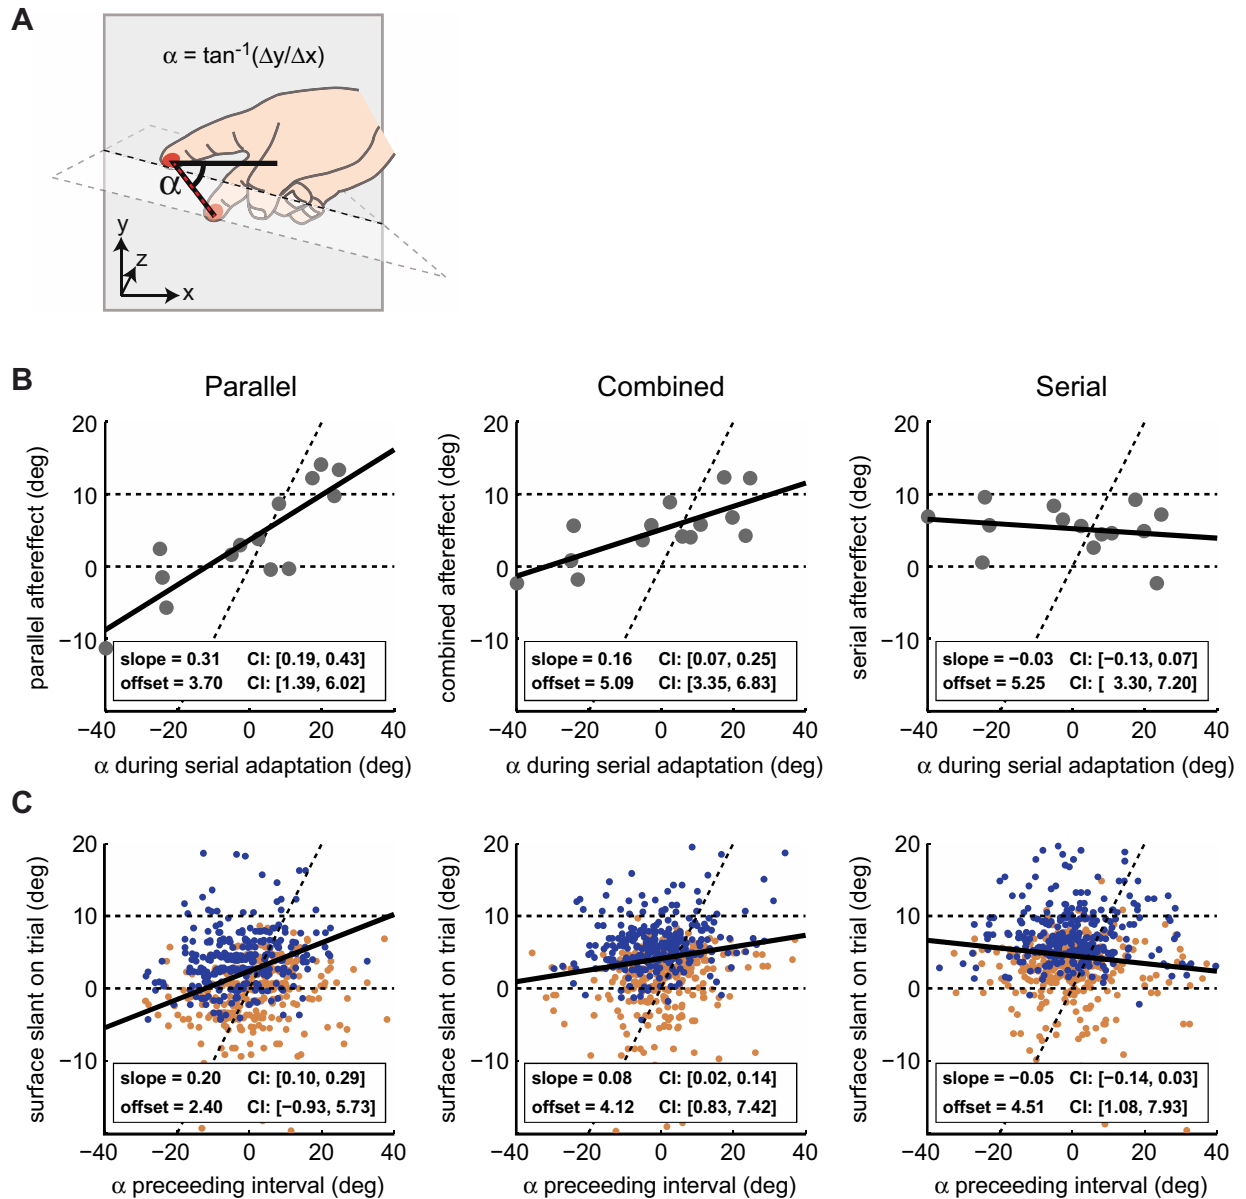 A
α = tan⁻¹(Δy/Δx)
α
y
z
x
B
Parallel
Combined
Serial
parallel aftereffect (deg)
20
10
0
−10
slope = 0.31 CI: [0.19, 0.43]
offset = 3.70 CI: [1.39, 6.02]
−40 −20 0 20 40
α during serial adaptation (deg)
combined aftereffect (deg)
20
10
0
−10
slope = 0.16 CI: [0.07, 0.25]
offset = 5.09 CI: [3.35, 6.83]
−40 −20 0 20 40
α during serial adaptation (deg)
serial aftereffect (deg)
20
10
0
−10
slope = −0.03 CI: [−0.13, 0.07]
offset = 5.25 CI: [ 3.30, 7.20]
−40 −20 0 20 40
α during serial adaptation (deg)
C
surface slant on trial (deg)
20
10
0
−10
slope = 0.20 CI: [0.10, 0.29]
offset = 2.40 CI: [−0.93, 5.73]
−40 −20 0 20 40
α preceeding interval (deg)
surface slant on trial (deg)
20
10
0
−10
slope = 0.08 CI: [0.02, 0.14]
offset = 4.12 CI: [0.83, 7.42]
−40 −20 0 20 40
α preceeding interval (deg)
surface slant on trial (deg)
20
10
0
−10
slope = −0.05 CI: [−0.14, 0.03]
offset = 4.51 CI: [1.08, 7.93]
−40 −20 0 20 40
α preceeding interval (deg)